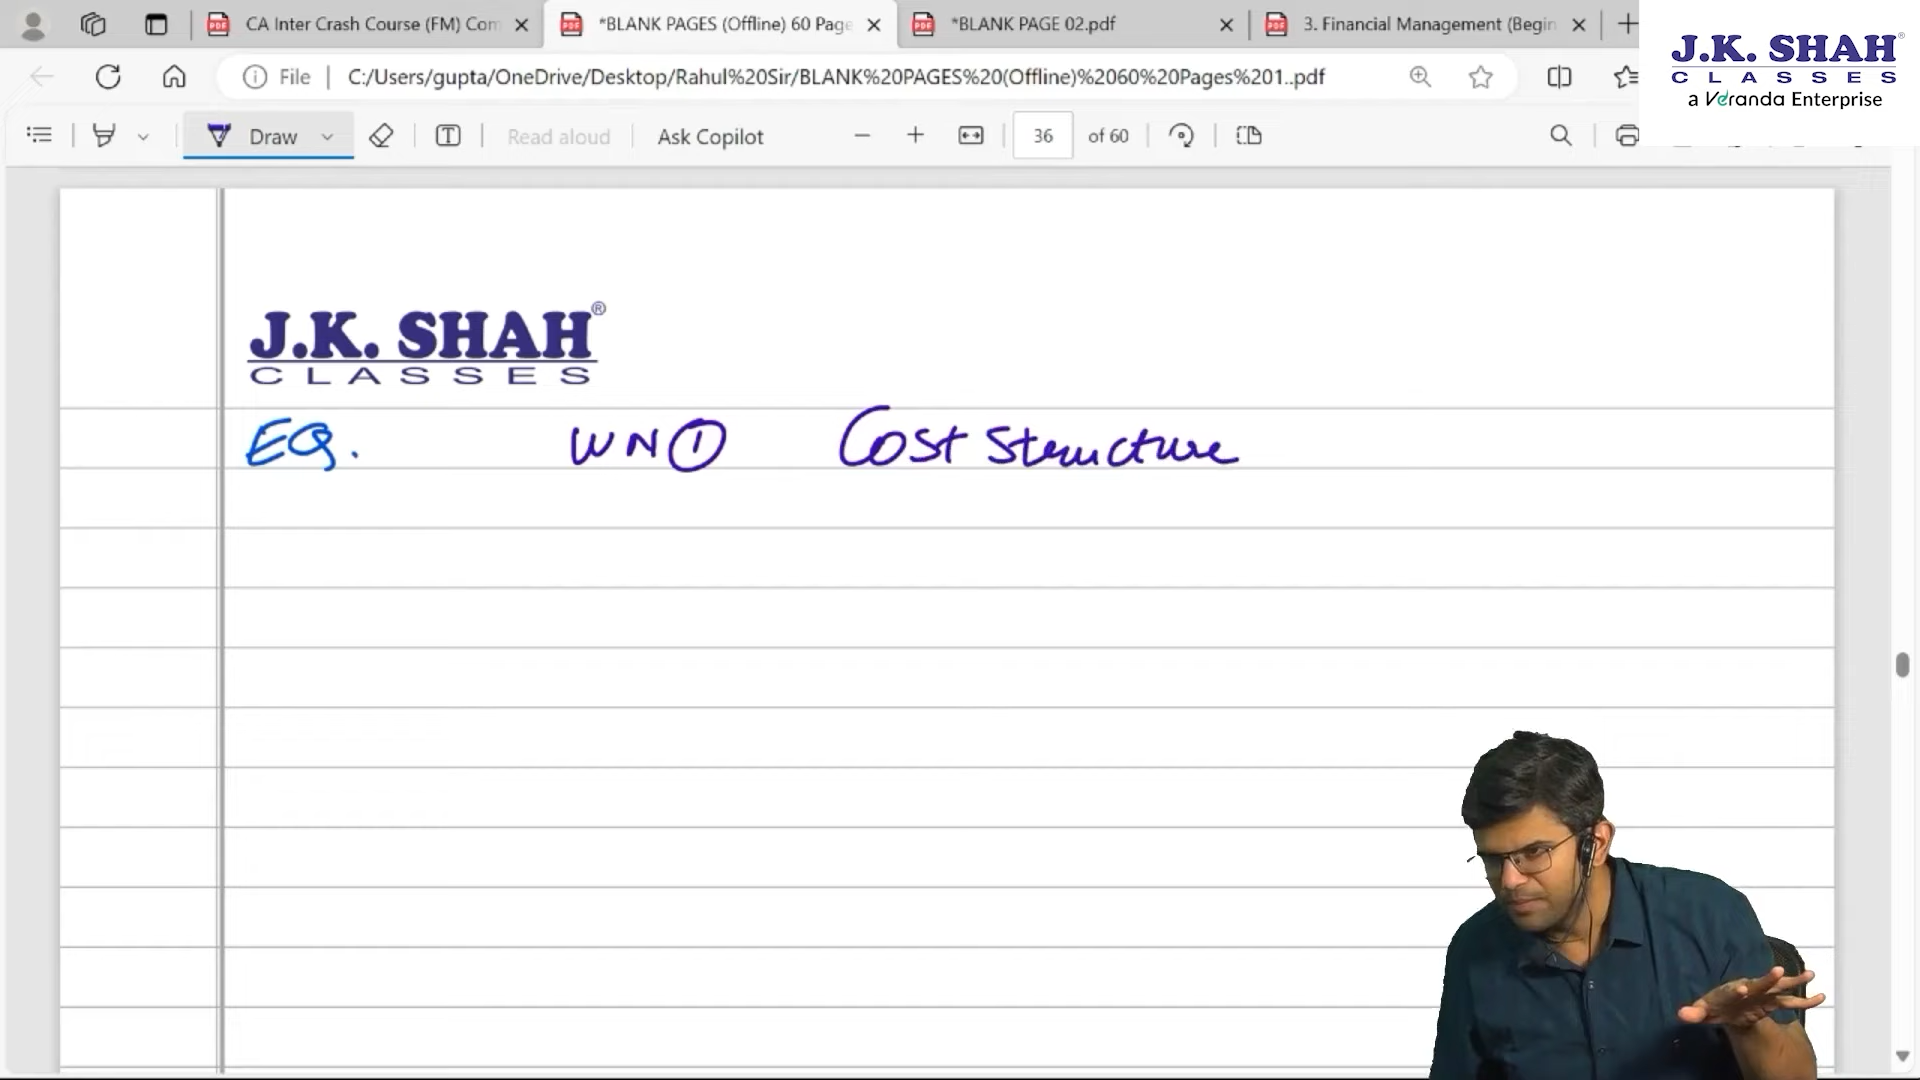 CA Inter Crash Course (FM) Com
*BLANK PAGES (Offline) 60 Page
*BLANK PAGE 02.pdf
3. Financial Management (Begin
J.K. SHAH®
CLASSES
a Veranda Enterprise
File
C:/Users/gupta/OneDrive/Desktop/Rahul%20Sir/BLANK%20PAGES%20(Offline)%2060%20Pages%201..pdf
Draw
Read aloud
Ask Copilot
36 of 60
J.K. SHAH®
CLASSES
EQ. WN ① Cost Structure